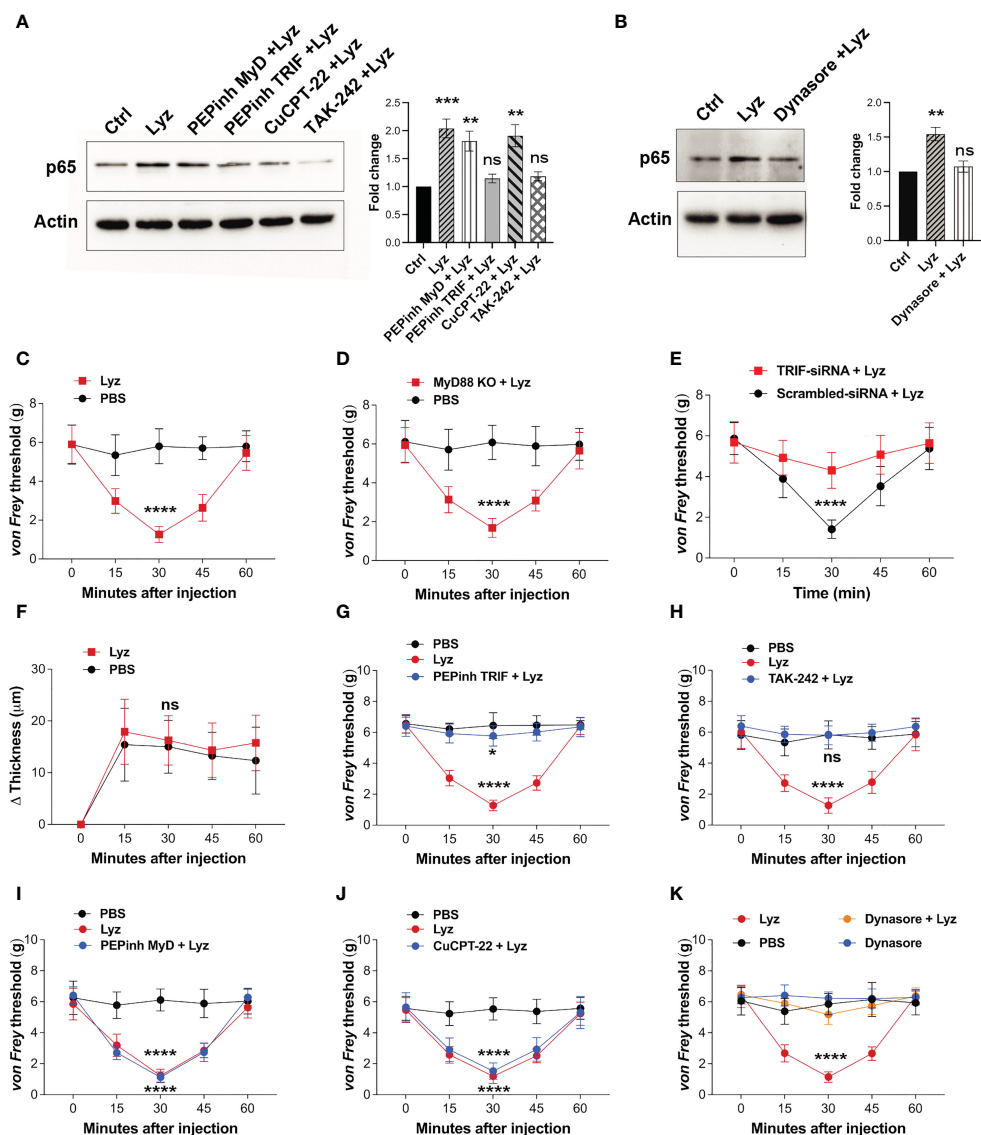 A
Ctrl
Lyz
PEPinh MyD +Lyz
PEPinh TRIF +Lyz
CuCPT-22 +Lyz
TAK-242 +Lyz
p65
Actin
Fold change
2.5
2.0
1.5
1.0
0.5
0.0
***
**
ns
**
ns
Ctrl
Lyz
PEPinh MyD + Lyz
PEPinh TRIF + Lyz
CuCPT-22 + Lyz
TAK-242 + Lyz
B
Ctrl
Lyz
Dynasore +Lyz
p65
Actin
Fold change
2.0
1.5
1.0
0.5
0.0
**
ns
Ctrl
Lyz
Dynasore + Lyz
C
Lyz
PBS
von Frey threshold (g)
8
6
4
2
0
****
0 15 30 45 60
Minutes after injection
D
MyD88 KO + Lyz
PBS
von Frey threshold (g)
8
6
4
2
0
****
0 15 30 45 60
Minutes after injection
E
TRIF-siRNA + Lyz
Scrambled-siRNA + Lyz
von Frey threshold (g)
8
6
4
2
0
****
0 15 30 45 60
Time (min)
F
Lyz
PBS
Δ Thickness (μm)
30
20
10
0
ns
0 15 30 45 60
Minutes after injection
G
PBS
Lyz
PEPinh TRIF + Lyz
von Frey threshold (g)
10
8
6
4
2
0
*
****
0 15 30 45 60
Minutes after injection
H
PBS
Lyz
TAK-242 + Lyz
von Frey threshold (g)
10
8
6
4
2
0
ns
****
0 15 30 45 60
Minutes after injection
I
PBS
Lyz
PEPinh MyD + Lyz
von Frey threshold (g)
10
8
6
4
2
0
****
****
0 15 30 45 60
Minutes after injection
J
PBS
Lyz
CuCPT-22 + Lyz
von Frey threshold (g)
10
8
6
4
2
0
****
****
0 15 30 45 60
Minutes after injection
K
Lyz Dynasore + Lyz
PBS Dynasore
von Frey threshold (g)
10
8
6
4
2
0
****
0 15 30 45 60
Minutes after injection